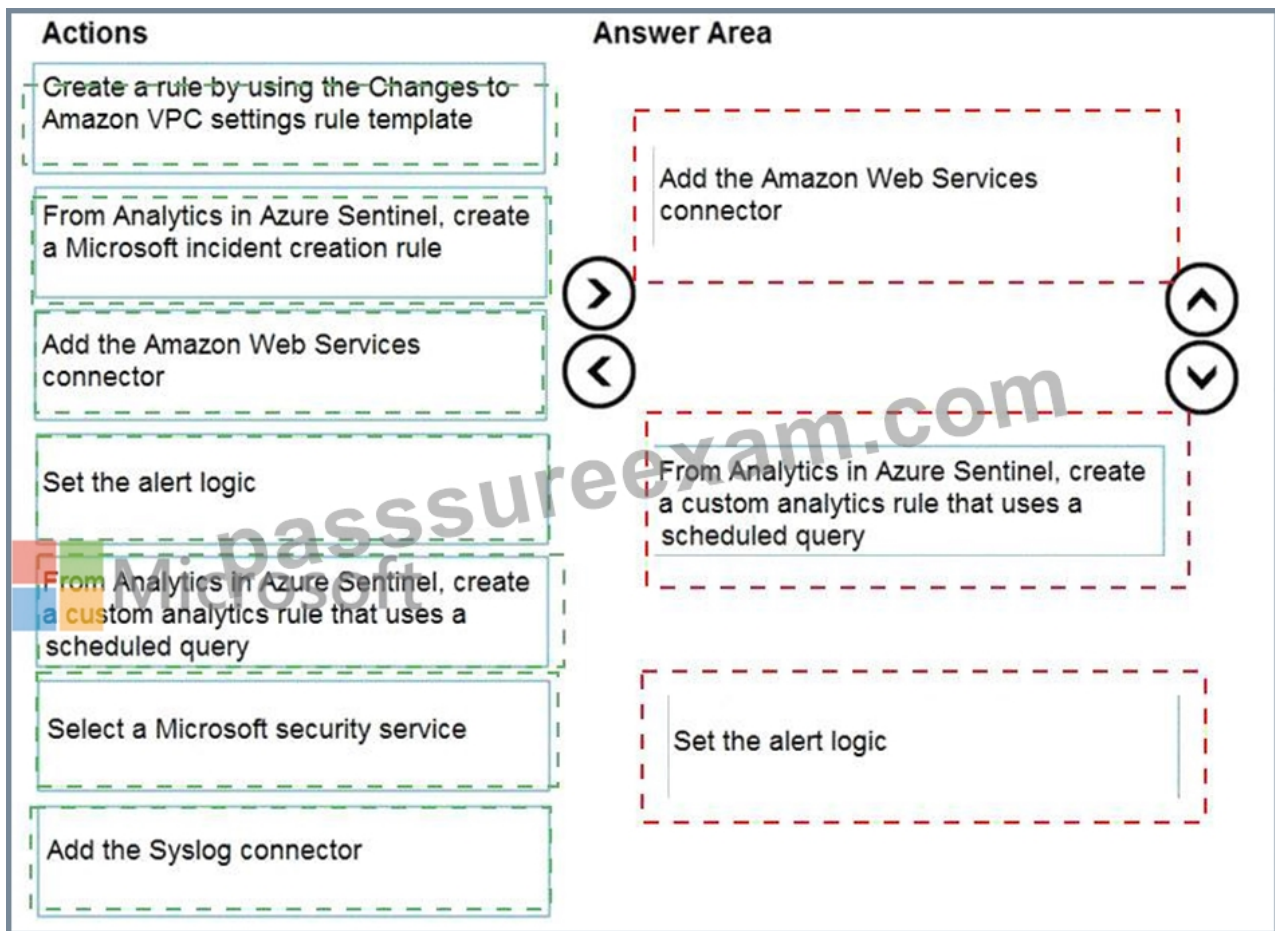 Actions
Create a rule by using the Changes to
Amazon VPC settings rule template
From Analytics in Azure Sentinel, create
a Microsoft incident creation rule
Add the Amazon Web Services
connector
Set the alert logic
From Analytics in Azure Sentinel, create
a custom analytics rule that uses a
scheduled query
Select a Microsoft security service
Add the Syslog connector
Answer Area
Add the Amazon Web Services
connector
From Analytics in Azure Sentinel, create
a custom analytics rule that uses a
scheduled query
Set the alert logic
passsureexam.com
Microsoft